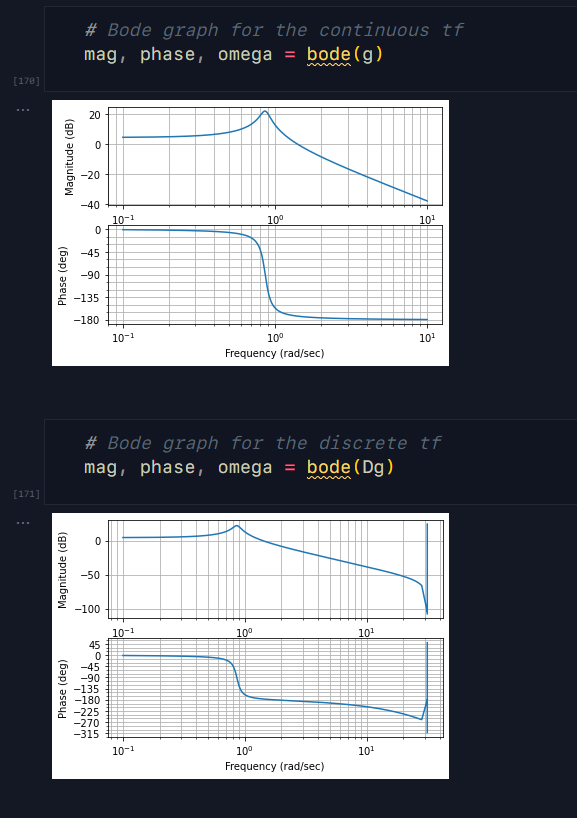 # Bode graph for the continuous tf
mag, phase, omega = bode(g)
[170]
...
20
0
−20
−40
Magnitude (dB)
10⁻¹ 10⁰ 10¹
0
−45
−90
−135
−180
Phase (deg)
10⁻¹ 10⁰ 10¹
Frequency (rad/sec)
# Bode graph for the discrete tf
mag, phase, omega = bode(Dg)
[171]
...
0
−50
−100
Magnitude (dB)
10⁻¹ 10⁰ 10¹
45
0
−45
−90
−135
−180
−225
−270
−315
Phase (deg)
10⁻¹ 10⁰ 10¹
Frequency (rad/sec)